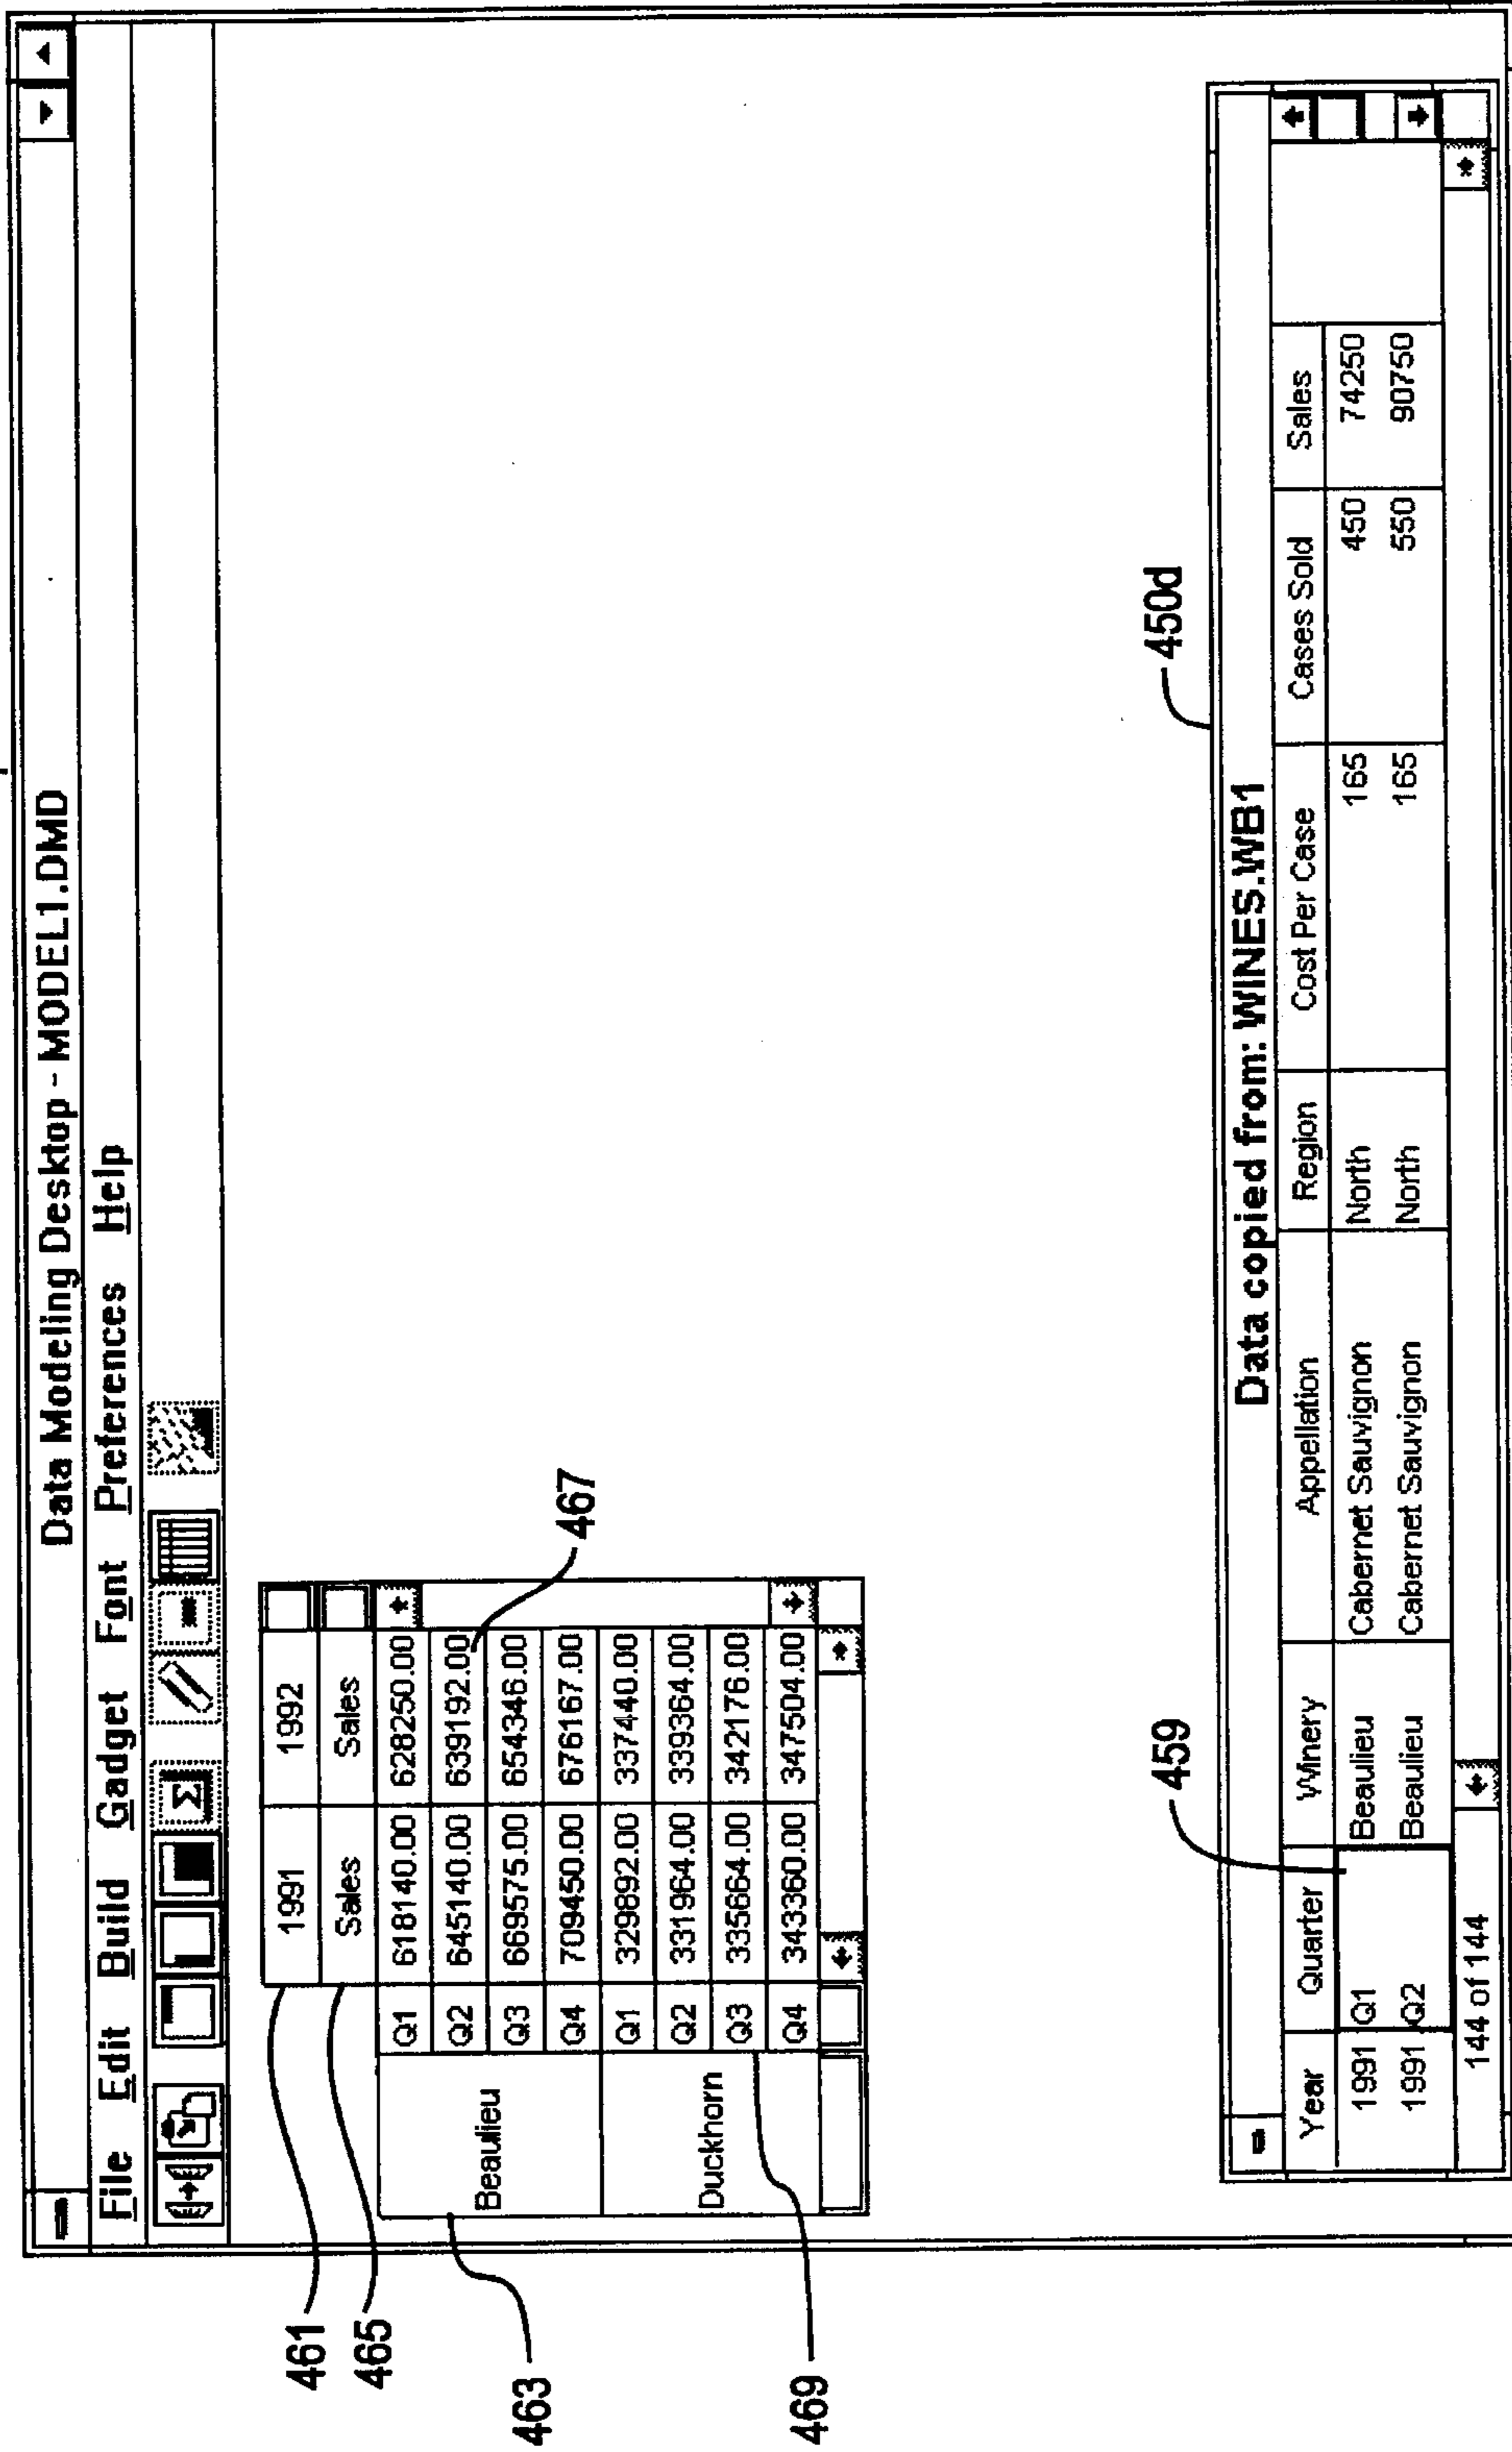 Data Modeling Desktop - MODEL1.DMD
File Edit Build Gadget Font Preferences Help
Σ
461
465
463
467
469
1991 1992
Sales Sales
Beaulieu
Q1 618140.00 628250.00
Q2 645140.00 639192.00
Q3 669575.00 654346.00
Q4 709450.00 676167.00
Duckhorn
Q1 329892.00 337440.00
Q2 331964.00 339364.00
Q3 335664.00 342176.00
Q4 343360.00 347504.00
450d
459
Data copied from: WINES.WB1
Year Quarter Winery Appellation Region Cost Per Case Cases Sold Sales
1991 Q1 Beaulieu Cabernet Sauvignon North 165 450 74250
1991 Q2 Beaulieu Cabernet Sauvignon North 165 550 90750
144 of 144